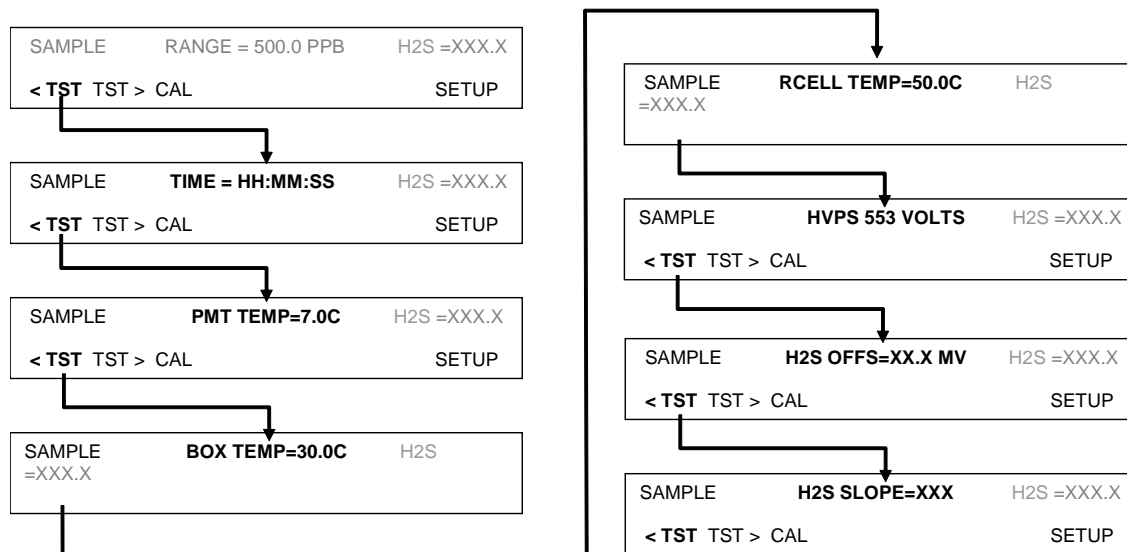 SAMPLE RANGE = 500.0 PPB H2S =XXX.X
< TST TST > CAL SETUP
SAMPLE TIME = HH:MM:SS H2S =XXX.X
< TST TST > CAL SETUP
SAMPLE PMT TEMP=7.0C H2S =XXX.X
< TST TST > CAL SETUP
SAMPLE BOX TEMP=30.0C H2S
=XXX.X
SAMPLE RCELL TEMP=50.0C H2S
=XXX.X
SAMPLE HVPS 553 VOLTS H2S =XXX.X
< TST TST > CAL SETUP
SAMPLE H2S OFFS=XX.X MV H2S =XXX.X
< TST TST > CAL SETUP
SAMPLE H2S SLOPE=XXX H2S =XXX.X
< TST TST > CAL SETUP